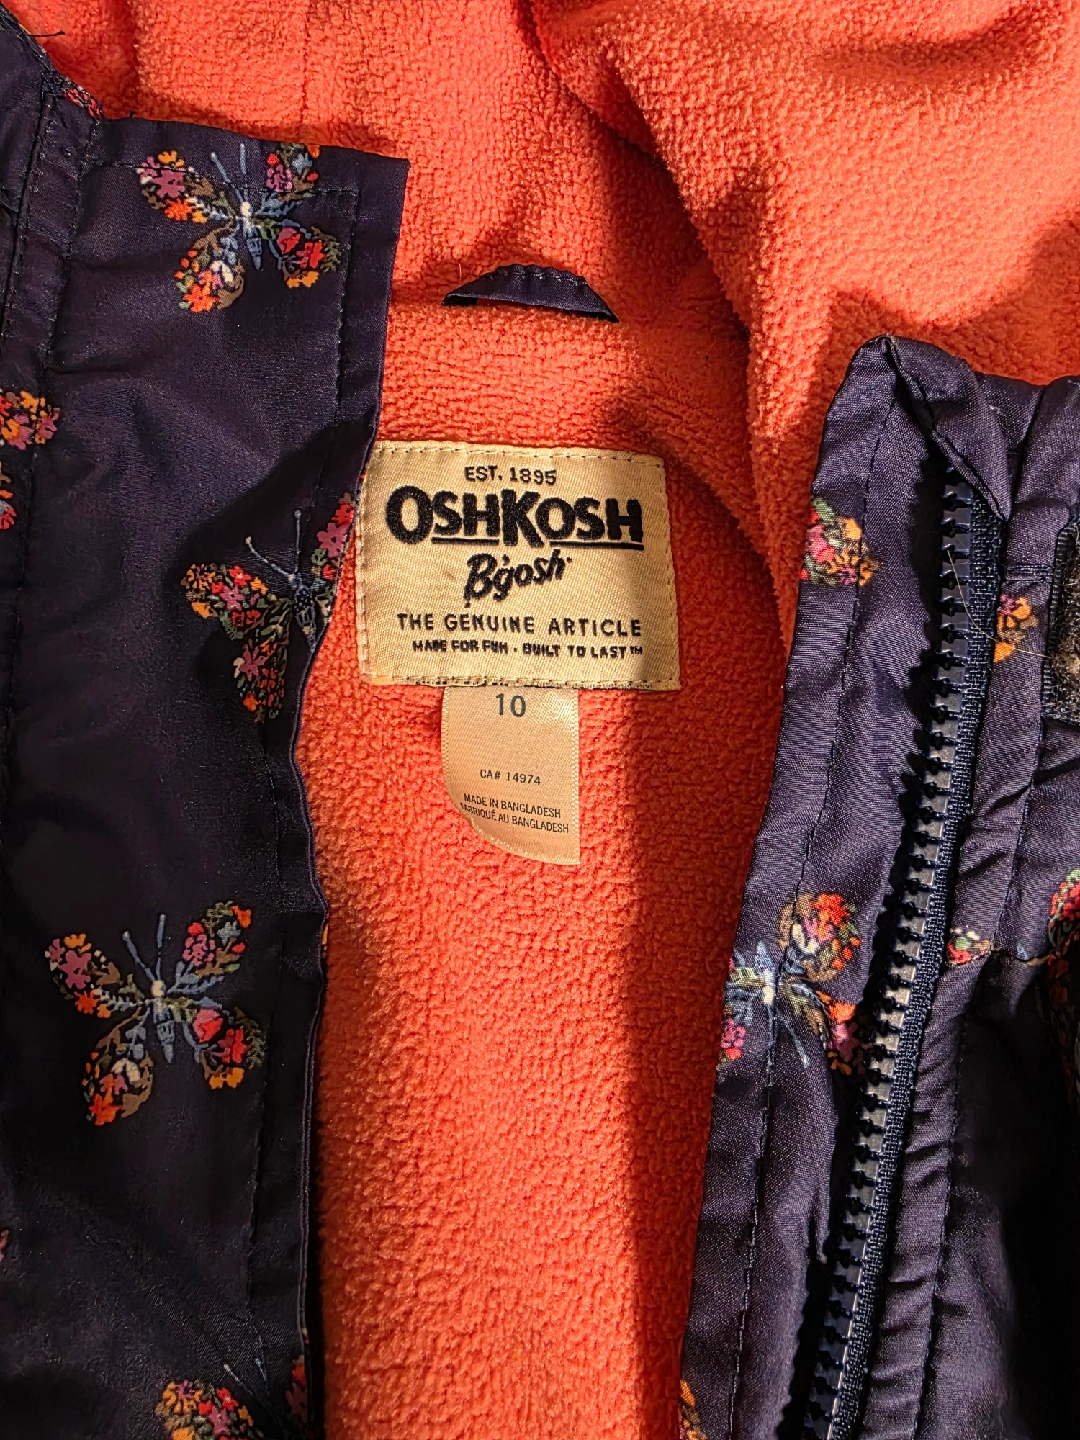 EST. 1895
OSHKOSH
B'gosh
THE GENUINE ARTICLE
MADE FOR FUN · BUILT TO LAST™
10
CA# 14974
MADE IN BANGLADESH
FABRIQUÉ AU BANGLADESH